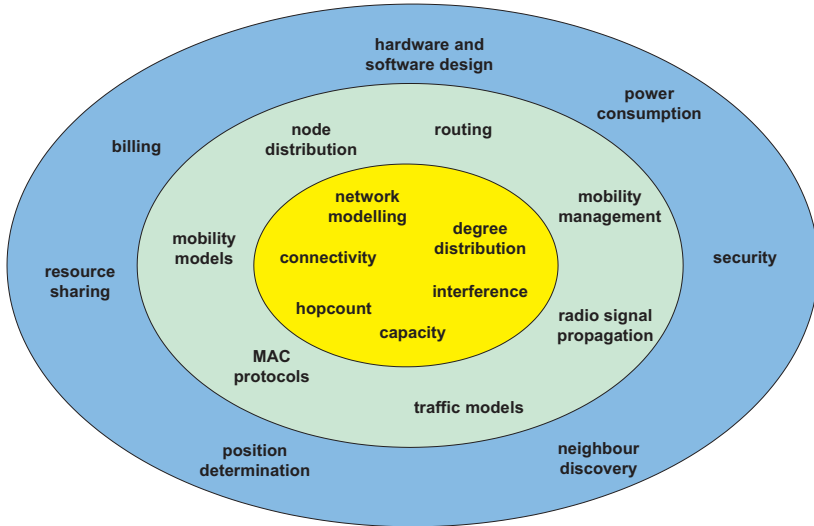 hardware and
software design
power
consumption
billing
node
distribution
routing
network
modelling
mobility
management
degree
distribution
mobility
models
connectivity
security
resource
sharing
interference
hopcount
radio signal
propagation
capacity
MAC
protocols
traffic models
position
determination
neighbour
discovery